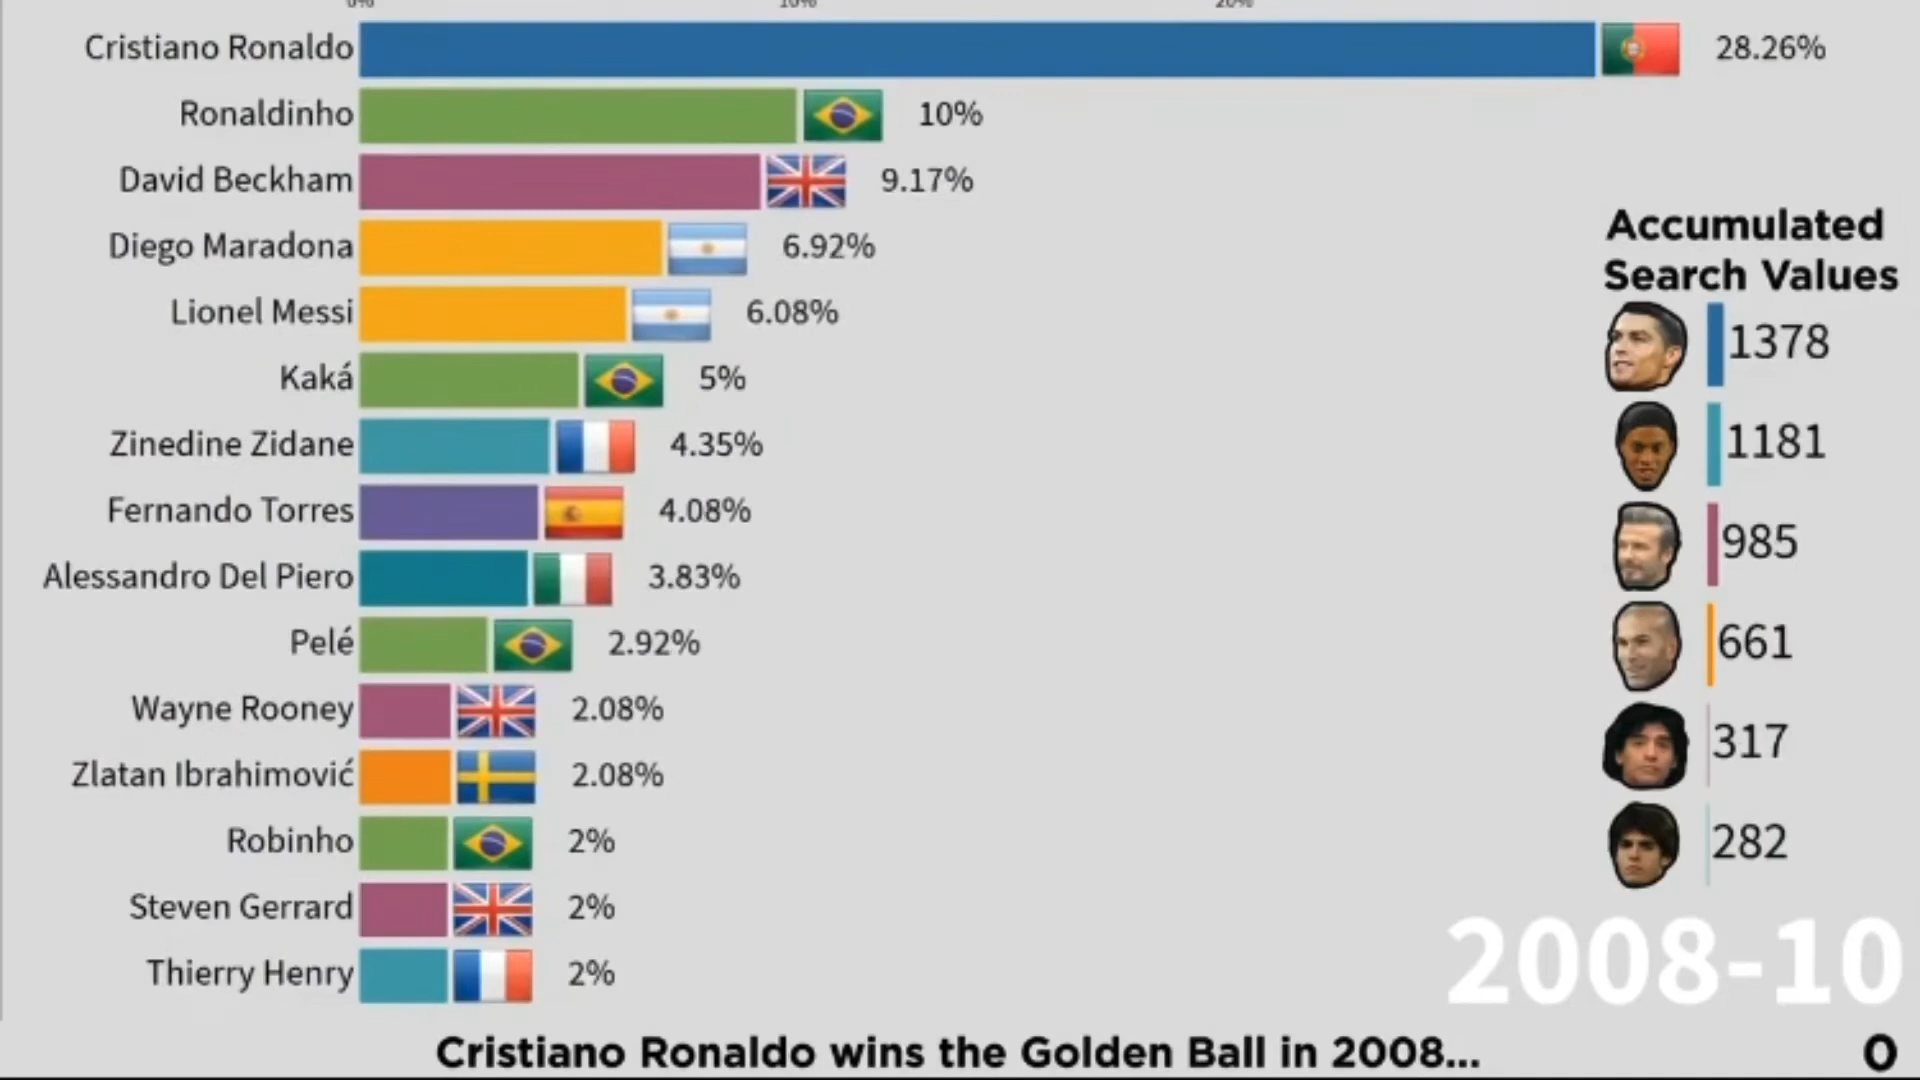 0% 10% 20%
Cristiano Ronaldo 28.26%
Ronaldinho 10%
David Beckham 9.17%
Diego Maradona 6.92%
Lionel Messi 6.08%
Kaká 5%
Zinedine Zidane 4.35%
Fernando Torres 4.08%
Alessandro Del Piero 3.83%
Pelé 2.92%
Wayne Rooney 2.08%
Zlatan Ibrahimović 2.08%
Robinho 2%
Steven Gerrard 2%
Thierry Henry 2%
Accumulated
Search Values
1378
1181
985
661
317
282
2008-10
Cristiano Ronaldo wins the Golden Ball in 2008... 0